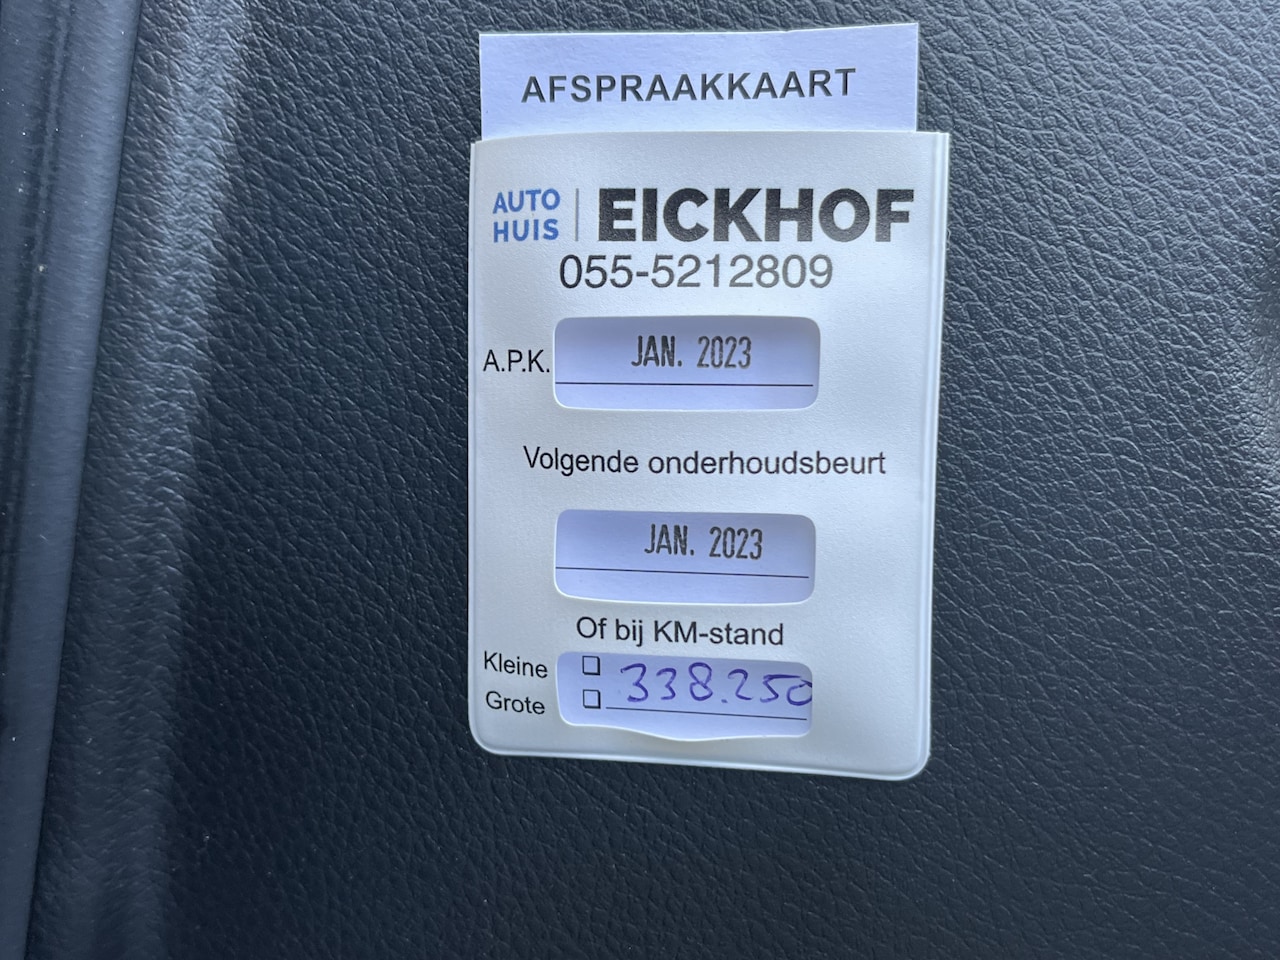 AFSPRAAKKAART
AUTO
HUIS
EICKHOF
055-5212809
A.P.K.
JAN. 2023
Volgende onderhoudsbeurt
JAN. 2023
Of bij KM-stand
Kleine
338.250
Grote